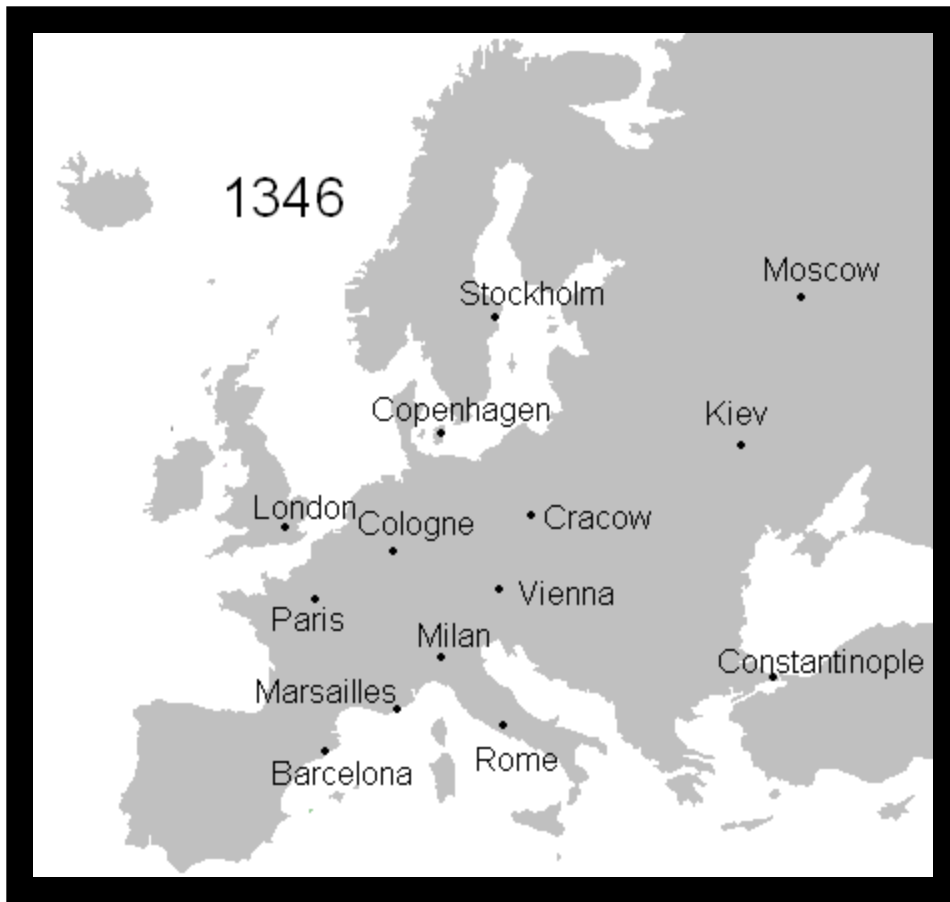 1346
Moscow
Stockholm
Copenhagen
Kiev
London
Cologne
Cracow
Paris
Vienna
Milan
Constantinople
Marsailles
Rome
Barcelona